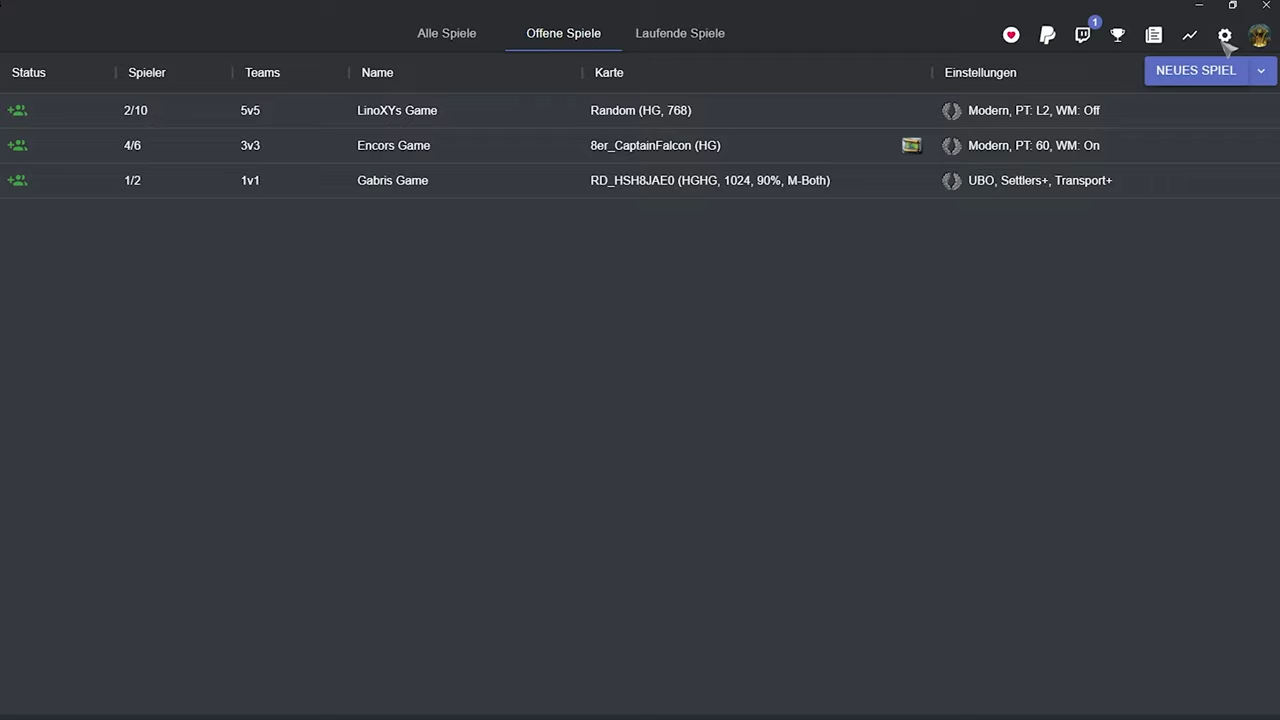 Alle Spiele Offene Spiele Laufende Spiele 1
NEUES SPIEL
Status Spieler Teams Name Karte Einstellungen
2/10 5v5 LinoXYs Game Random (HG, 768) Modern, PT: L2, WM: Off
4/6 3v3 Encors Game 8er_CaptainFalcon (HG) Modern, PT: 60, WM: On
1/2 1v1 Gabris Game RD_HSH8JAE0 (HGHG, 1024, 90%, M-Both) UBO, Settlers+, Transport+